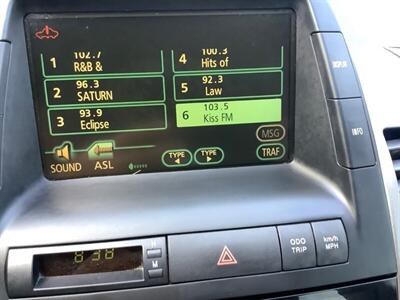 1 102.7 R&B &
2 96.3 SATURN
3 93.9 Eclipse
4 100.3 Hits of
5 92.3 Law
6 103.5 Kiss FM
MSG
SOUND ASL TYPE TYPE TRAF
DISPLAY
INFO
8:38
H
M
ODO TRIP
km/h MPH